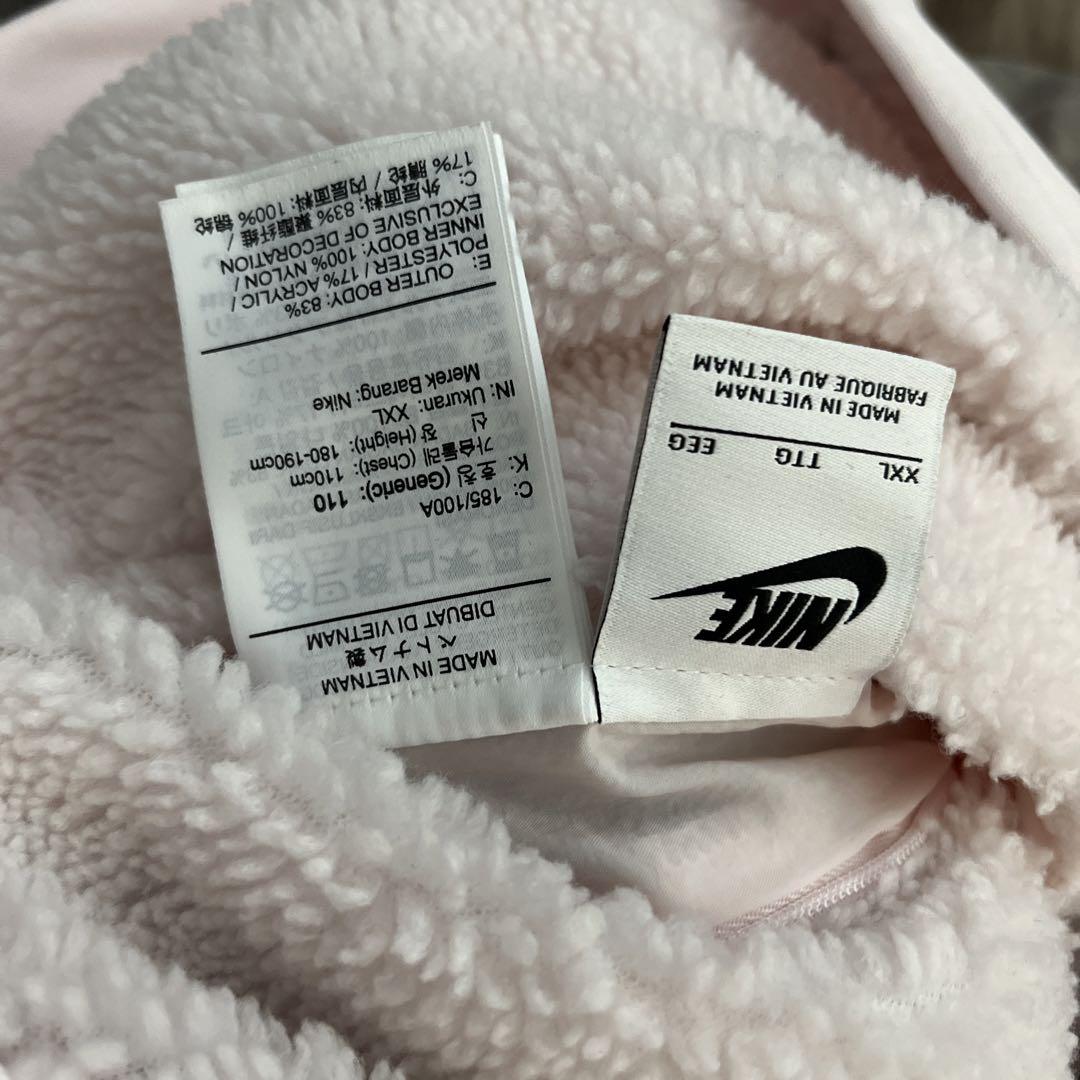 MADE IN VIETNAM
ベトナム製
DIBUAT DI VIETNAM
C: 185/100A
K: 호칭 (Generic): 110
가슴둘레 (Chest): 110cm
신 장 (Height): 180-190cm
IN: Ukuran: XXL
Merek Barang: Nike
E: OUTER BODY: 83%
POLYESTER / 17% ACRYLIC /
INNER BODY: 100% NYLON /
EXCLUSIVE OF DECORATION
C: 外层面料: 83% 聚酯纤维 /
17% 腈纶 / 内层面料: 100% 锦纶
NIKE
XXL TTG EEG
MADE IN VIETNAM
FABRIQUE AU VIETNAM